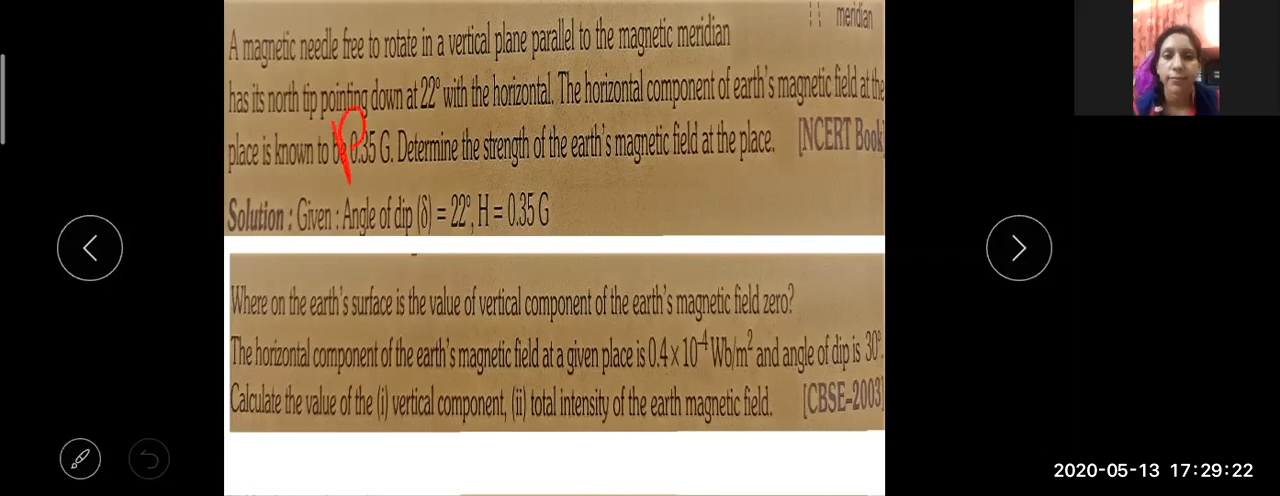 meridian
A magnetic needle free to rotate in a vertical plane parallel to the magnetic meridian
has its north tip pointing down at 22° with the horizontal. The horizontal component of earth's magnetic field at the
place is known to be 0.35 G. Determine the strength of the earth's magnetic field at the place. [NCERT Book]
Solution : Given : Angle of dip (δ) = 22°, H = 0.35 G
Where on the earth's surface is the value of vertical component of the earth's magnetic field zero?
The horizontal component of the earth's magnetic field at a given place is 0.4 × 10⁻⁴ Wb/m² and angle of dip is 30°.
Calculate the value of the (i) vertical component, (ii) total intensity of the earth magnetic field. [CBSE–2003]
2020-05-13 17:29:22